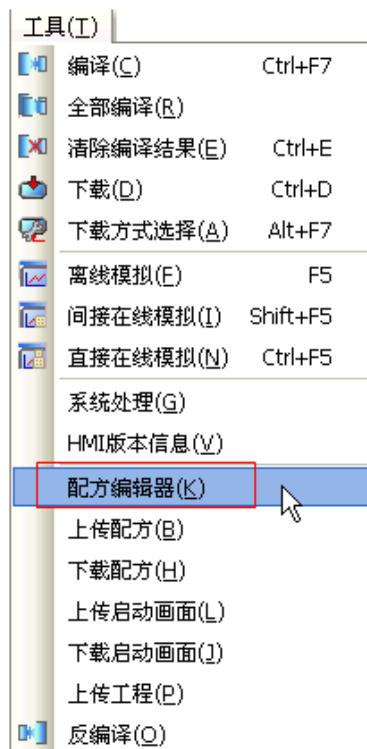 工具(T)
编译(C) Ctrl+F7
全部编译(R)
清除编译结果(E) Ctrl+E
下载(D) Ctrl+D
下载方式选择(A) Alt+F7
离线模拟(F) F5
间接在线模拟(I) Shift+F5
直接在线模拟(N) Ctrl+F5
系统处理(G)
HMI版本信息(V)
配方编辑器(K)
上传配方(B)
下载配方(H)
上传启动画面(L)
下载启动画面(J)
上传工程(P)
反编译(O)